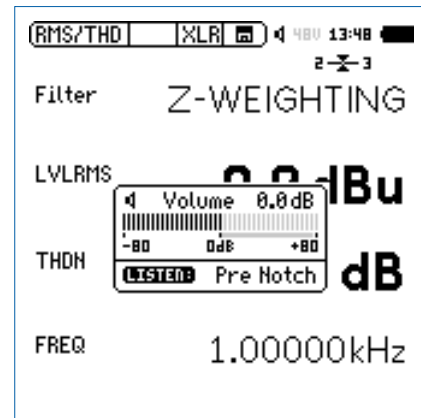 RMS/THD XLR 48V 13:48
2 3
Filter Z-WEIGHTING
LVLRMS dBu
Volume 0.0dB
-80 0dB +80
LISTEN: Pre Notch
THDN dB
FREQ 1.00000kHz